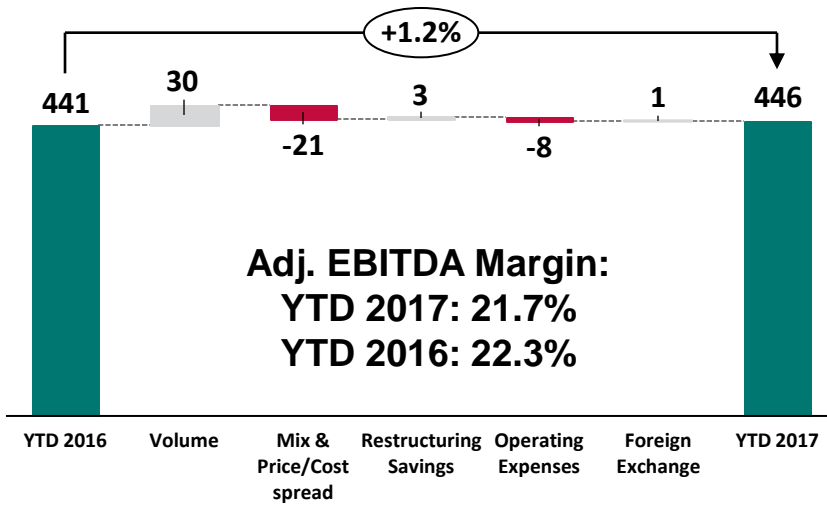 +1.2%
441
30
-21
3
-8
1
446
Adj. EBITDA Margin:
YTD 2017: 21.7%
YTD 2016: 22.3%
YTD 2016
Volume
Mix &
Price/Cost
spread
Restructuring
Savings
Operating
Expenses
Foreign
Exchange
YTD 2017